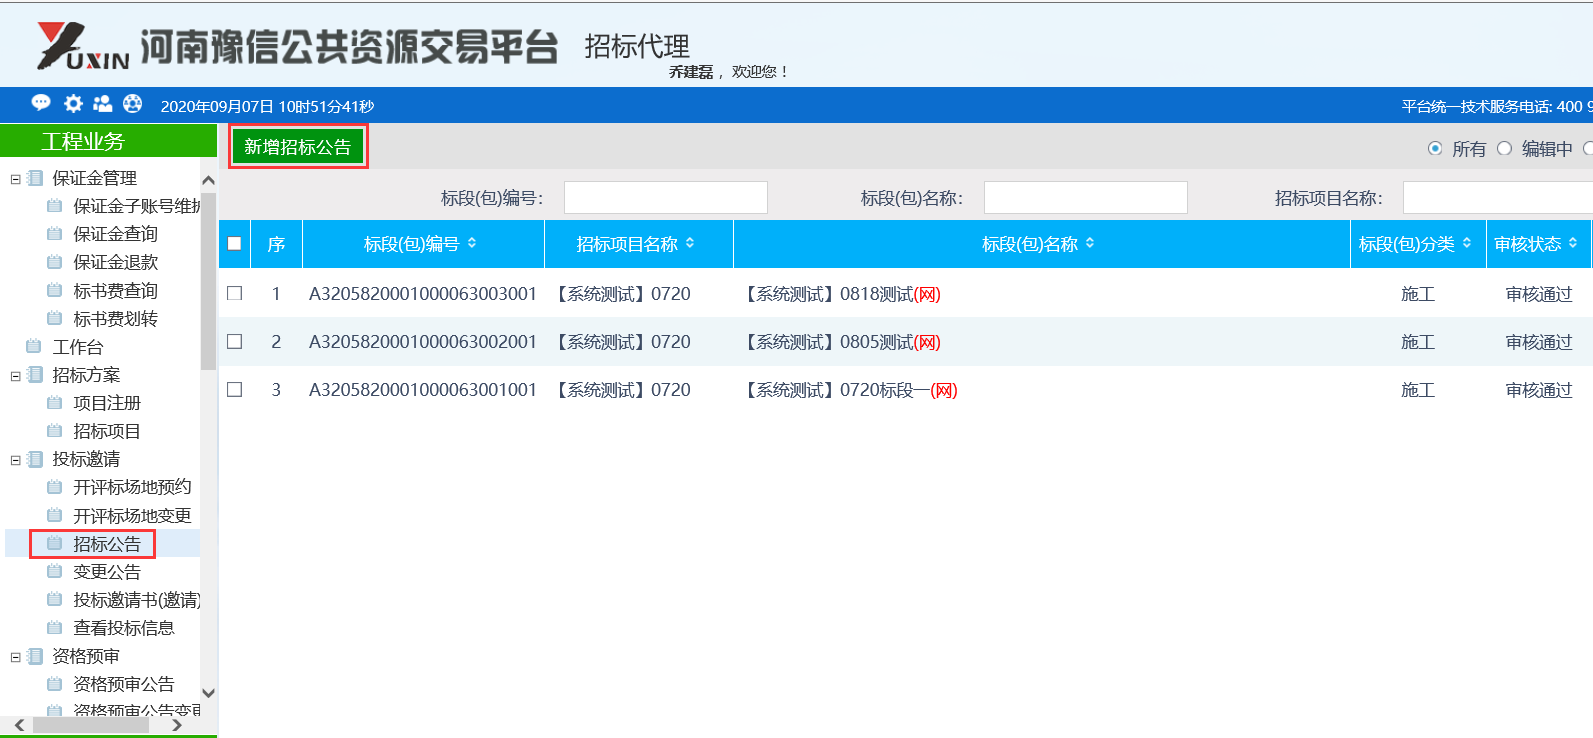 YUXIN 河南豫信公共资源交易平台 招标代理
乔建磊，欢迎您！
2020年09月07日 10时51分41秒
平台统一技术服务电话: 400 9
工程业务
新增招标公告
所有 编辑中
保证金管理
保证金子账号维护
保证金查询
保证金退款
标书费查询
标书费划转
工作台
招标方案
项目注册
招标项目
投标邀请
开评标场地预约
开评标场地变更
招标公告
变更公告
投标邀请书(邀请)
查看投标信息
资格预审
资格预审公告
资格预审公告变更
标段(包)编号：
标段(包)名称：
招标项目名称：
序 标段(包)编号 招标项目名称 标段(包)名称 标段(包)分类 审核状态
1 A3205820001000063003001 【系统测试】0720 【系统测试】0818测试(网) 施工 审核通过
2 A3205820001000063002001 【系统测试】0720 【系统测试】0805测试(网) 施工 审核通过
3 A3205820001000063001001 【系统测试】0720 【系统测试】0720标段一(网) 施工 审核通过